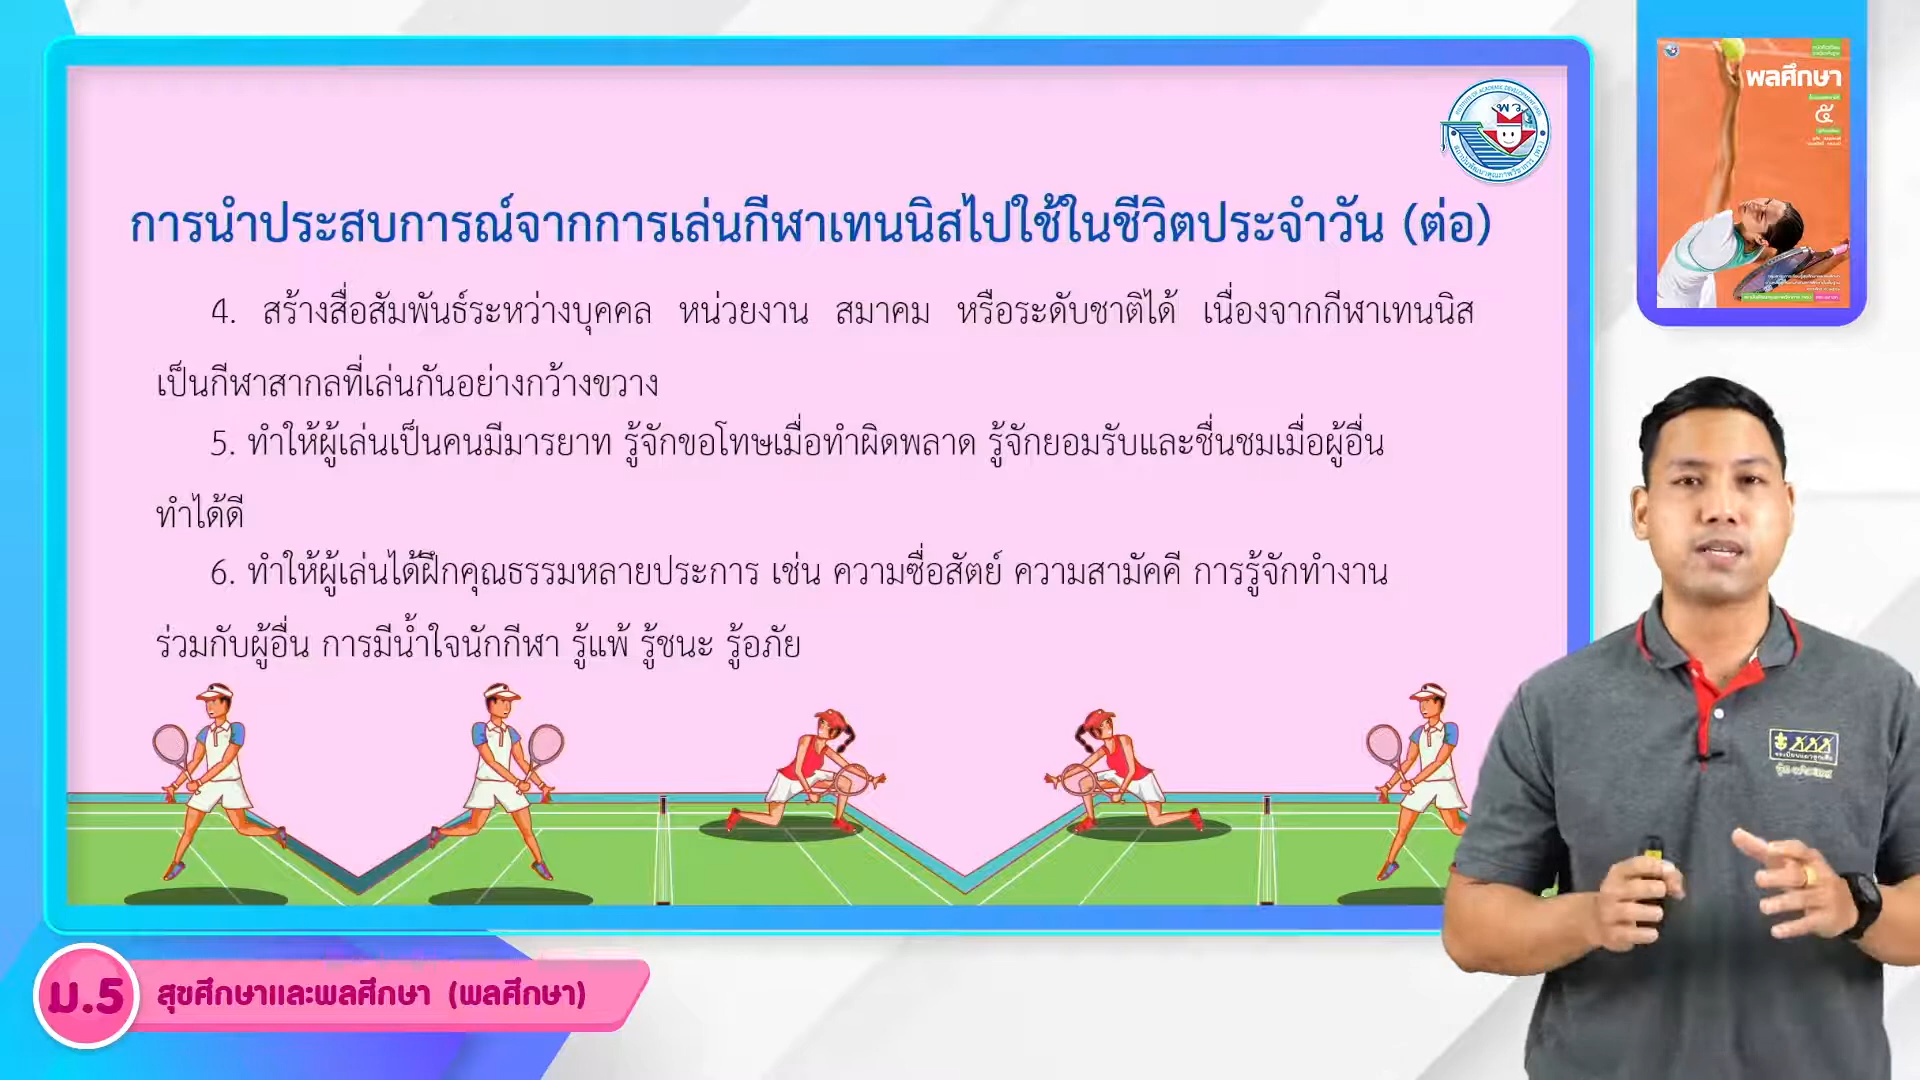 การนำประสบการณ์จากการเล่นกีฬาเทนนิสไปใช้ในชีวิตประจำวัน (ต่อ)
4. สร้างสื่อสัมพันธ์ระหว่างบุคคล หน่วยงาน สมาคม หรือระดับชาติได้ เนื่องจากกีฬาเทนนิส
เป็นกีฬาสากลที่เล่นกันอย่างกว้างขวาง
5. ทำให้ผู้เล่นเป็นคนมีมารยาท รู้จักขอโทษเมื่อทำผิดพลาด รู้จักยอมรับและชื่นชมเมื่อผู้อื่น
ทำได้ดี
6. ทำให้ผู้เล่นได้ฝึกคุณธรรมหลายประการ เช่น ความซื่อสัตย์ ความสามัคคี การรู้จักทำงาน
ร่วมกับผู้อื่น การมีน้ำใจนักกีฬา รู้แพ้ รู้ชนะ รู้อภัย
พว.
พลศึกษา
๕
ม.5
สุขศึกษาและพลศึกษา (พลศึกษา)